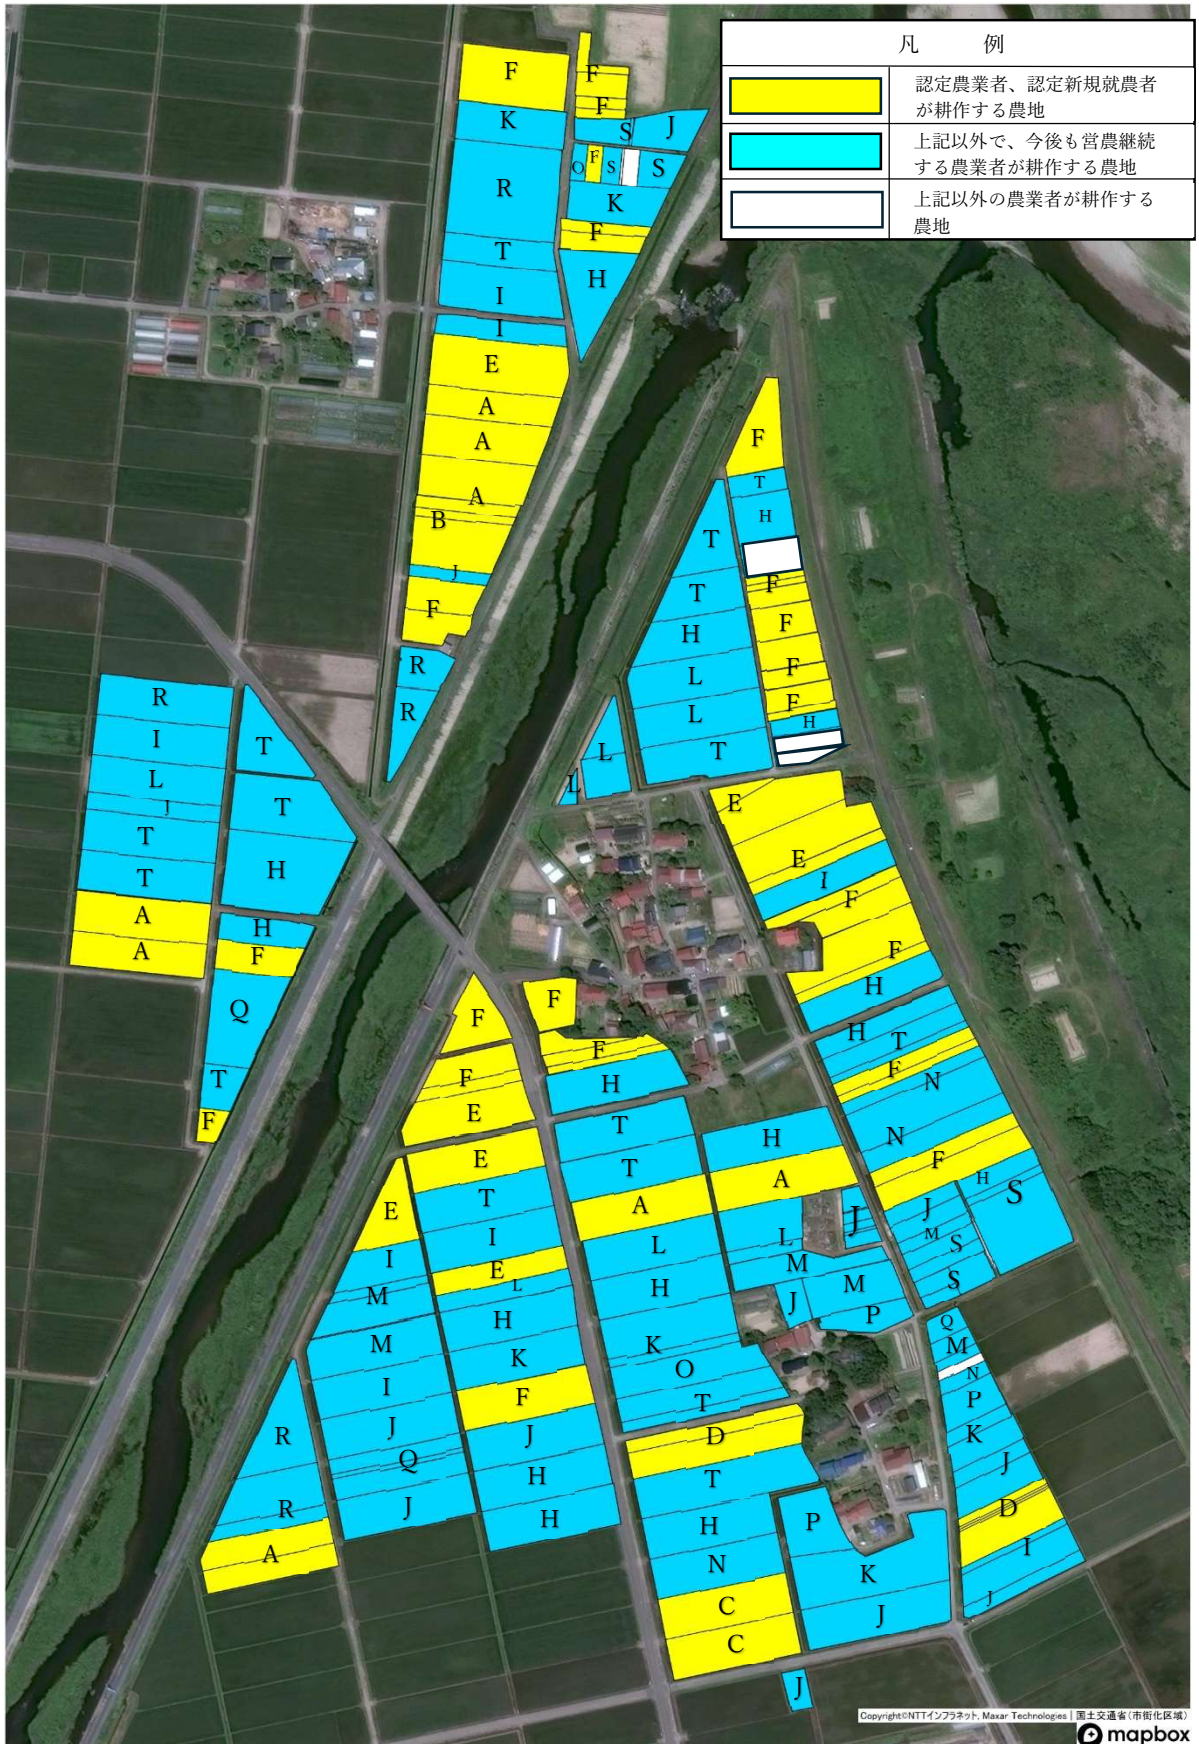 凡 例
認定農業者、認定新規就農者
が耕作する農地
上記以外で、今後も営農継続
する農業者が耕作する農地
上記以外の農業者が耕作する
農地
F
F
F
K
S
J
O
F
S
S
R
K
F
T
H
I
I
E
A
A
A
B
J
F
R
R
F
T
H
T
T
F
H
F
L
F
L
F
H
T
L
L
R
I
L
J
T
T
A
A
T
T
H
H
F
Q
T
F
E
E
I
F
F
H
H
T
F
N
N
F
H
S
J
M
S
S
F
F
F
F
E
H
E
T
I
E
L
H
K
F
J
H
H
E
I
M
M
I
J
Q
J
R
R
A
T
T
A
L
H
K
O
T
H
A
L
M
J
J
M
P
Q
M
N
P
K
J
D
I
J
D
T
H
N
C
C
P
K
J
J
Copyright©NTTインフラネット, Maxar Technologies | 国土交通省(市街化区域)
mapbox